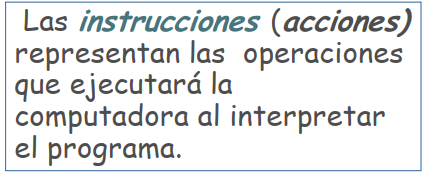 Las instrucciones (acciones)
representan las operaciones
que ejecutará la
computadora al interpretar
el programa.